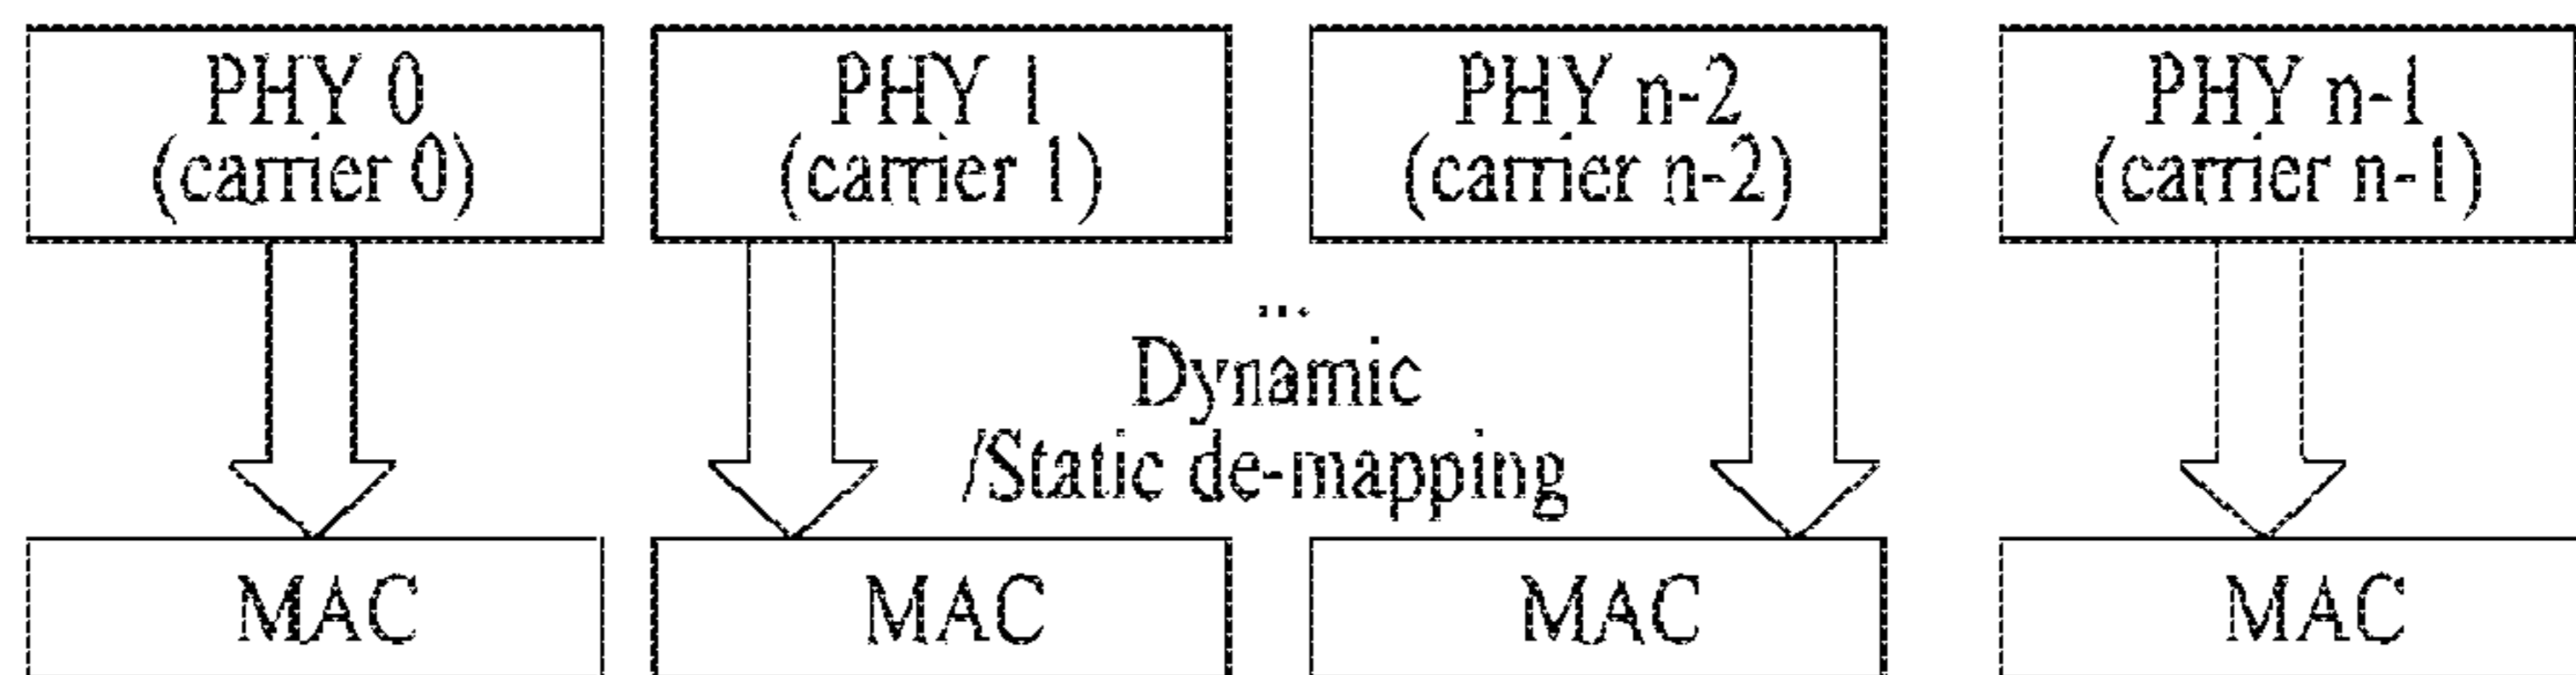 PHY 0
(carrier 0)
PHY 1
(carrier 1)
PHY n-2
(carrier n-2)
PHY n-1
(carrier n-1)
...
Dynamic
/Static de-mapping
MAC
MAC
MAC
MAC